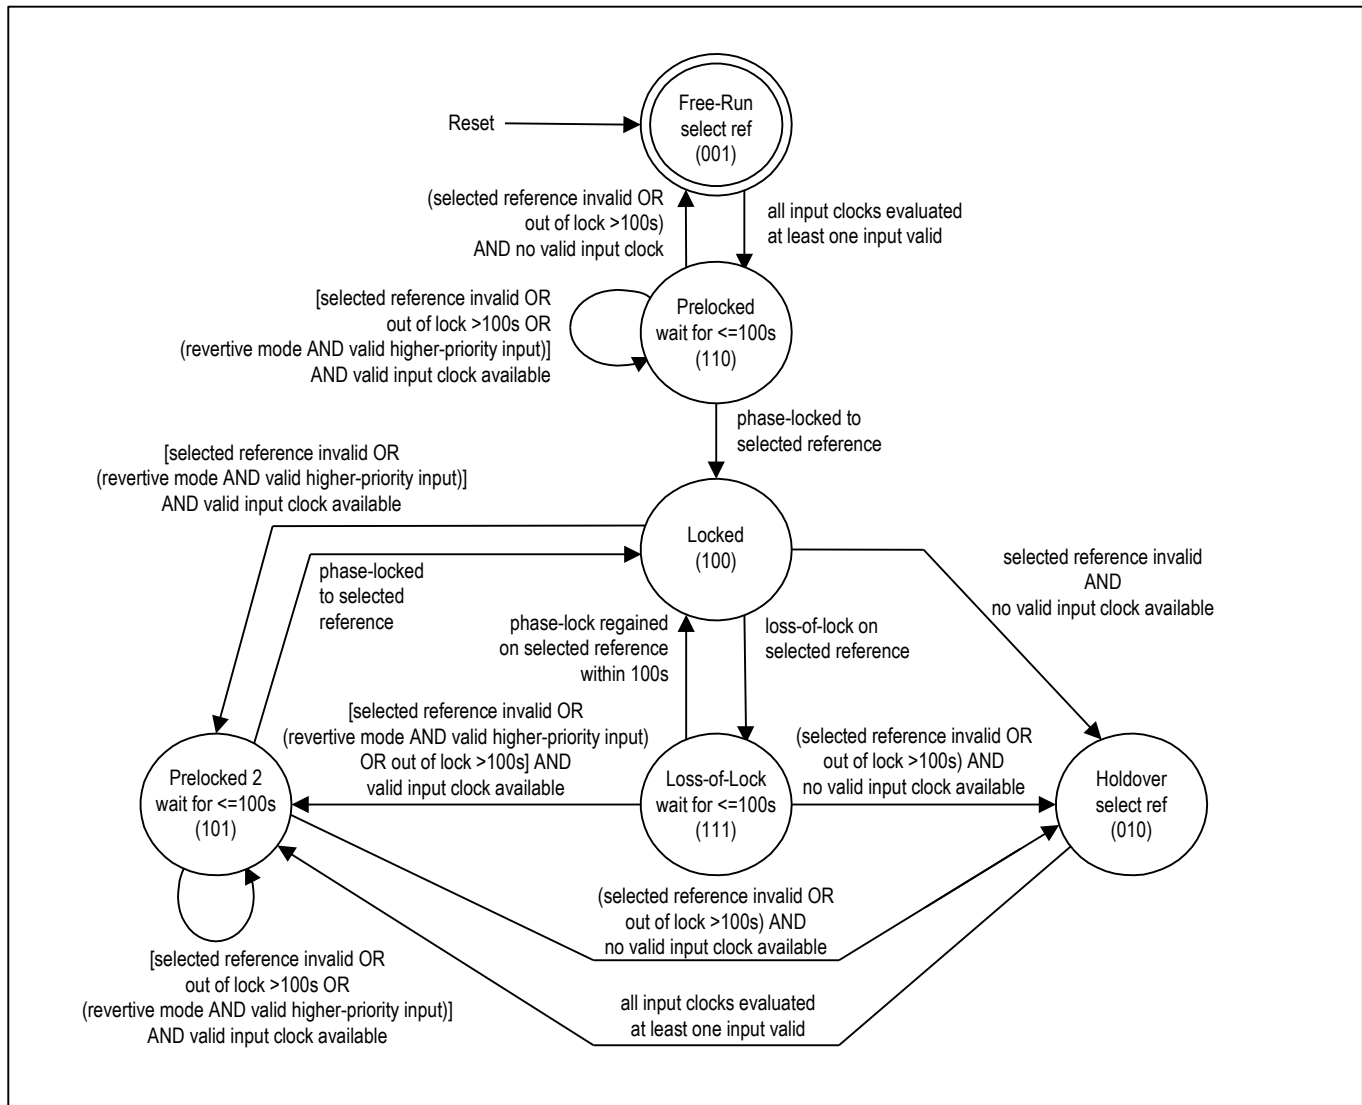 Free-Run
select ref
(001)
Reset
(selected reference invalid OR
out of lock >100s)
AND no valid input clock
all input clocks evaluated
at least one input valid
[selected reference invalid OR
out of lock >100s OR
(revertive mode AND valid higher-priority input)]
AND valid input clock available
Prelocked
wait for <=100s
(110)
phase-locked to
selected reference
[selected reference invalid OR
(revertive mode AND valid higher-priority input)]
AND valid input clock available
Locked
(100)
selected reference invalid
AND
no valid input clock available
phase-locked
to selected
reference
phase-lock regained
on selected reference
within 100s
loss-of-lock on
selected reference
[selected reference invalid OR
(revertive mode AND valid higher-priority input)
OR out of lock >100s] AND
valid input clock available
(selected reference invalid OR
out of lock >100s) AND
no valid input clock available
Prelocked 2
wait for <=100s
(101)
Loss-of-Lock
wait for <=100s
(111)
Holdover
select ref
(010)
(selected reference invalid OR
out of lock >100s) AND
no valid input clock available
[selected reference invalid OR
out of lock >100s OR
(revertive mode AND valid higher-priority input)]
AND valid input clock available
all input clocks evaluated
at least one input valid